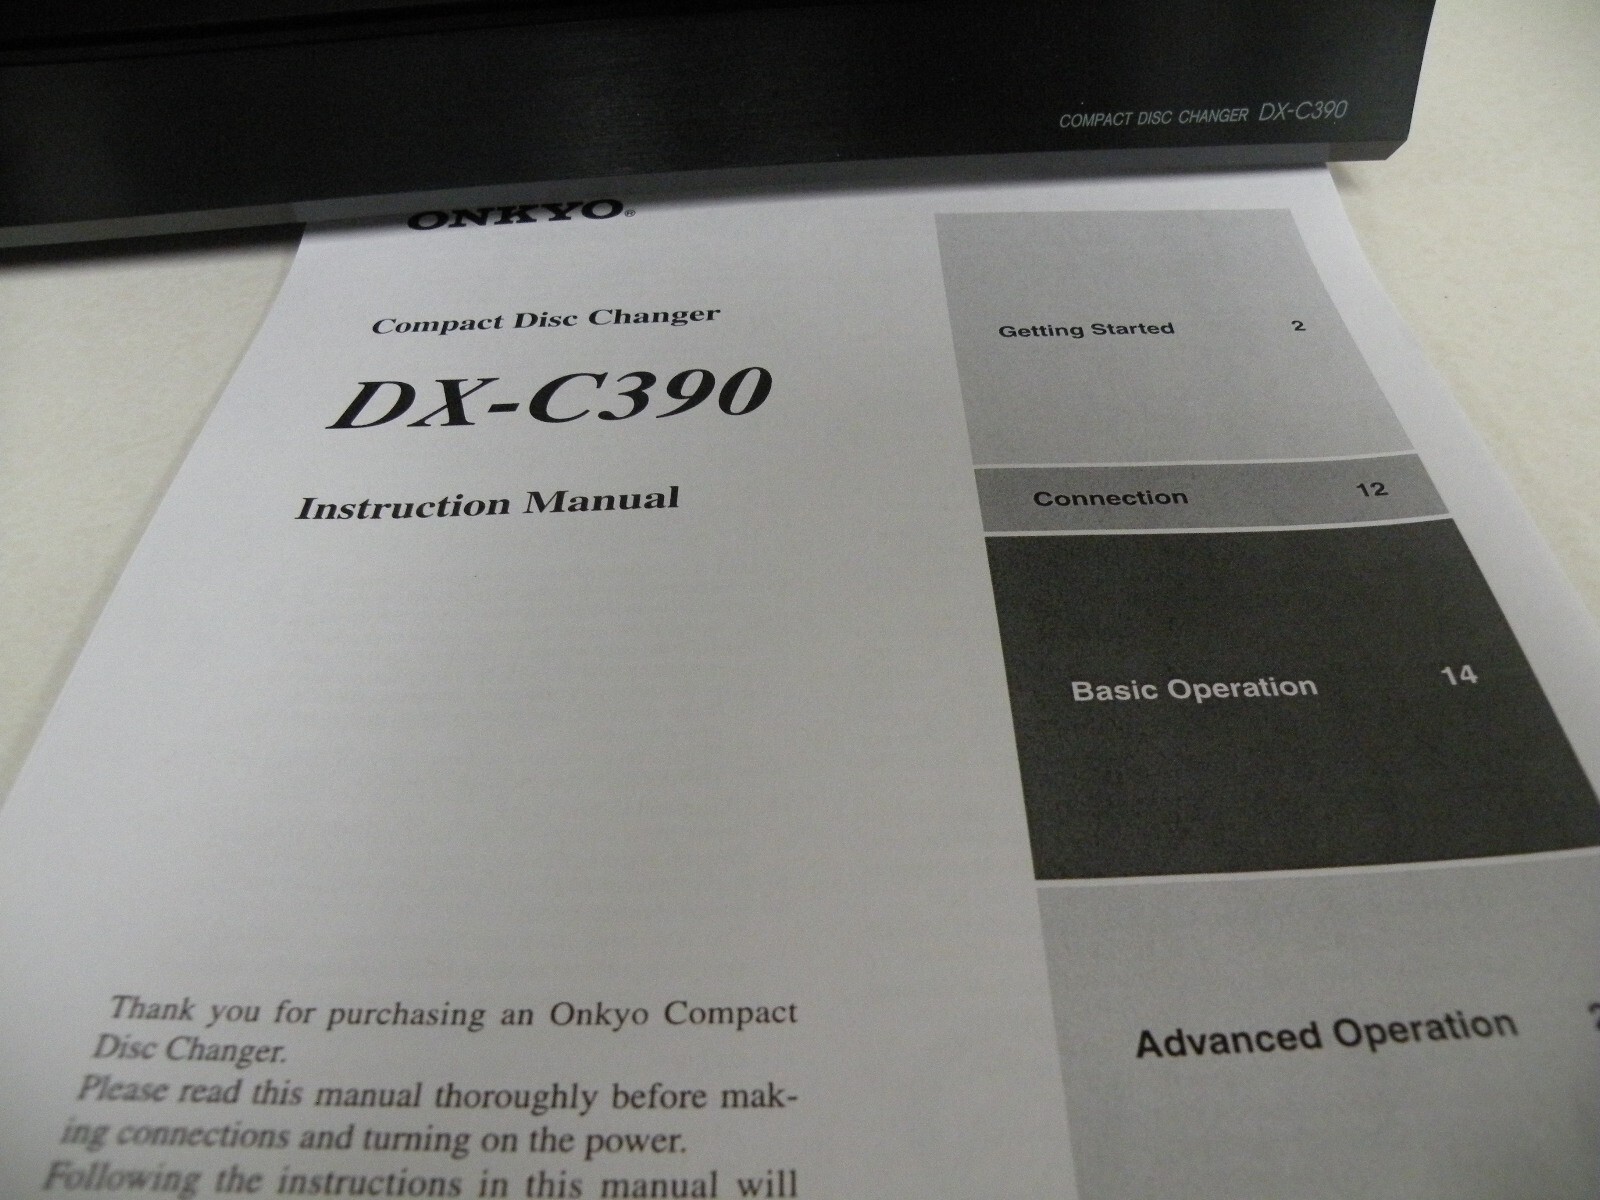 COMPACT DISC CHANGER DX-C390
ONKYO®
Compact Disc Changer
DX-C390
Instruction Manual
Getting Started 2
Connection 12
Basic Operation 14
Advanced Operation
Thank you for purchasing an Onkyo Compact
Disc Changer.
Please read this manual thoroughly before mak-
ing connections and turning on the power.
Following the instructions in this manual will